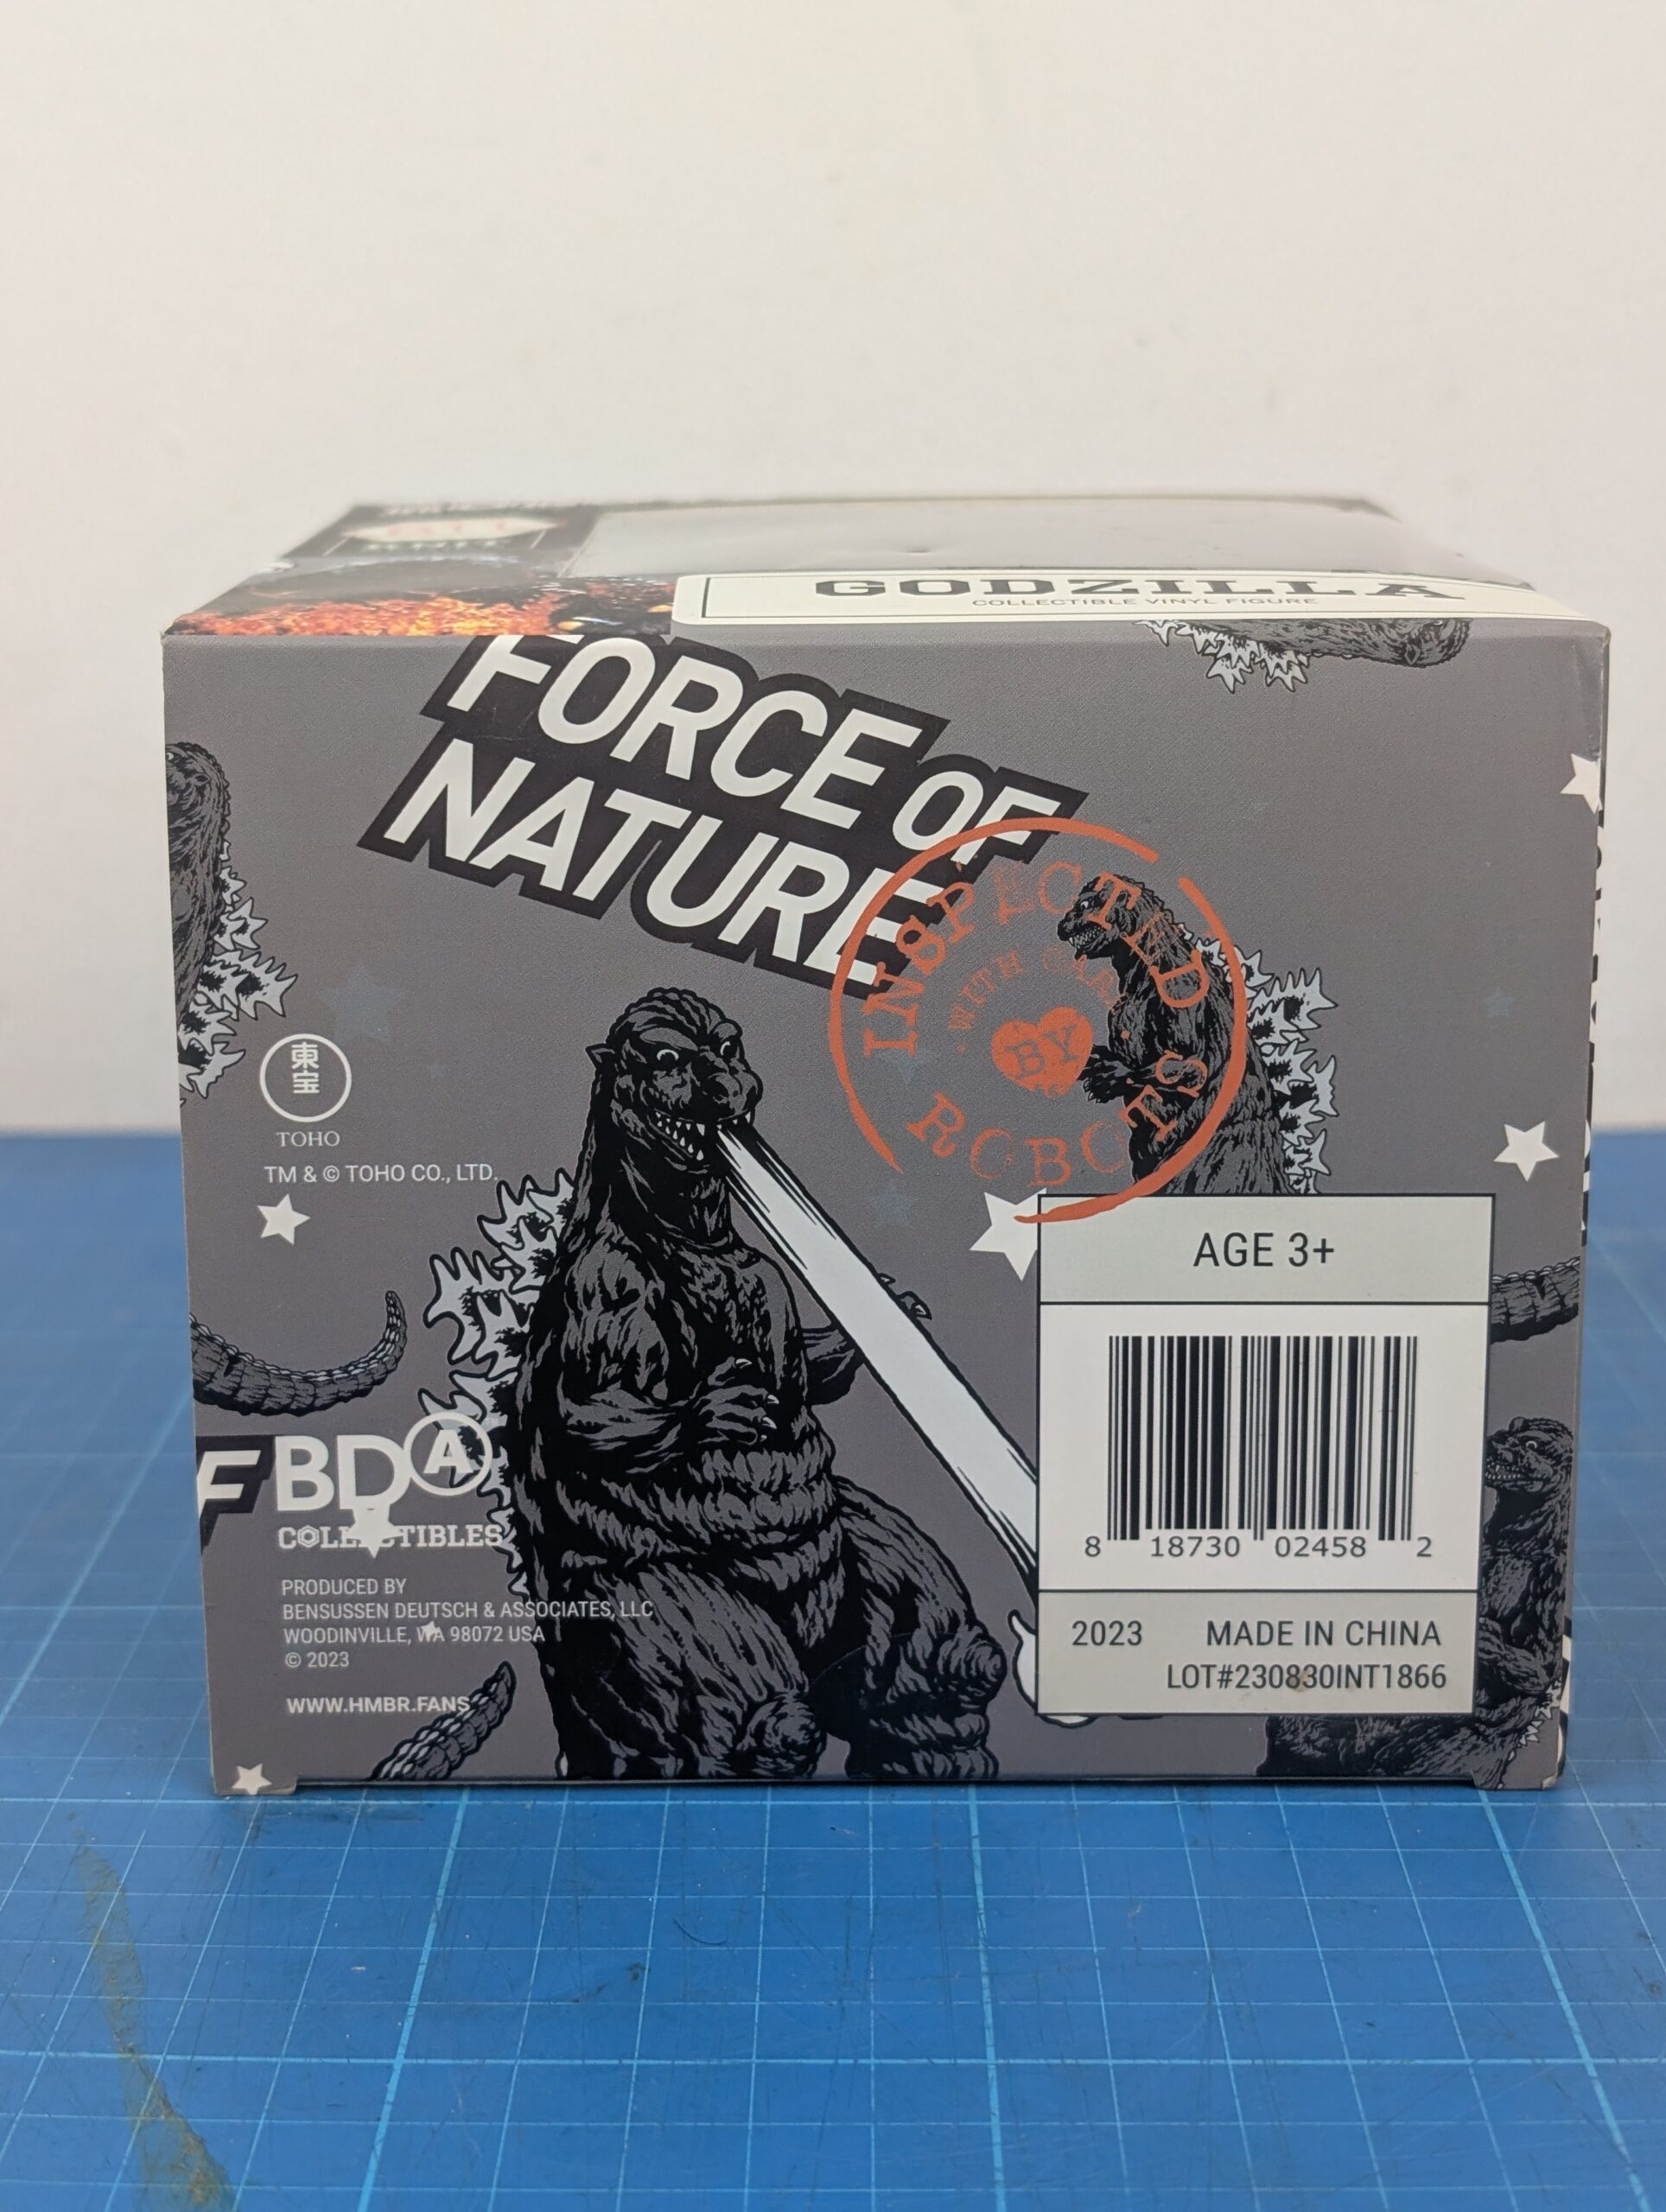 GODZILLA
COLLECTIBLE VINYL FIGURE
FORCE OF
NATURE
INSPECTED
· WITH CARE ·
BY
ROBOTS
東宝
TOHO
TM & © TOHO CO., LTD.
AGE 3+
F
BDA
COLLECTIBLES
PRODUCED BY
BENSUSSEN DEUTSCH & ASSOCIATES, LLC
WOODINVILLE, WA 98072 USA
© 2023
WWW.HMBR.FANS
8 18730 02458 2
2023 MADE IN CHINA
LOT#230830INT1866